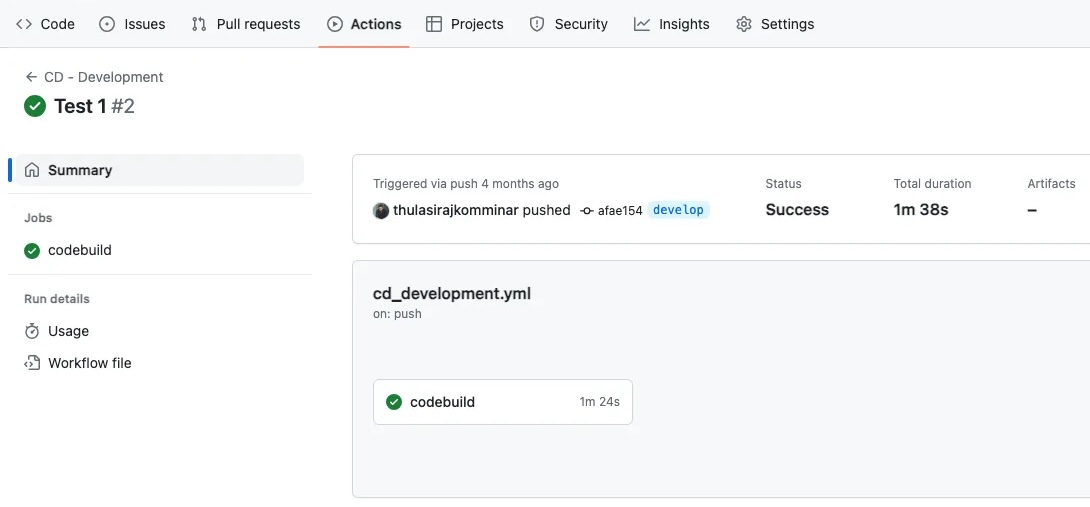 Code Issues Pull requests Actions Projects Security Insights Settings
CD - Development
Test 1 #2
Summary
Jobs
codebuild
Run details
Usage
Workflow file
Triggered via push 4 months ago
thulasirajkomminar pushed afae154 develop
Status
Success
Total duration
1m 38s
Artifacts
–
cd_development.yml
on: push
codebuild 1m 24s